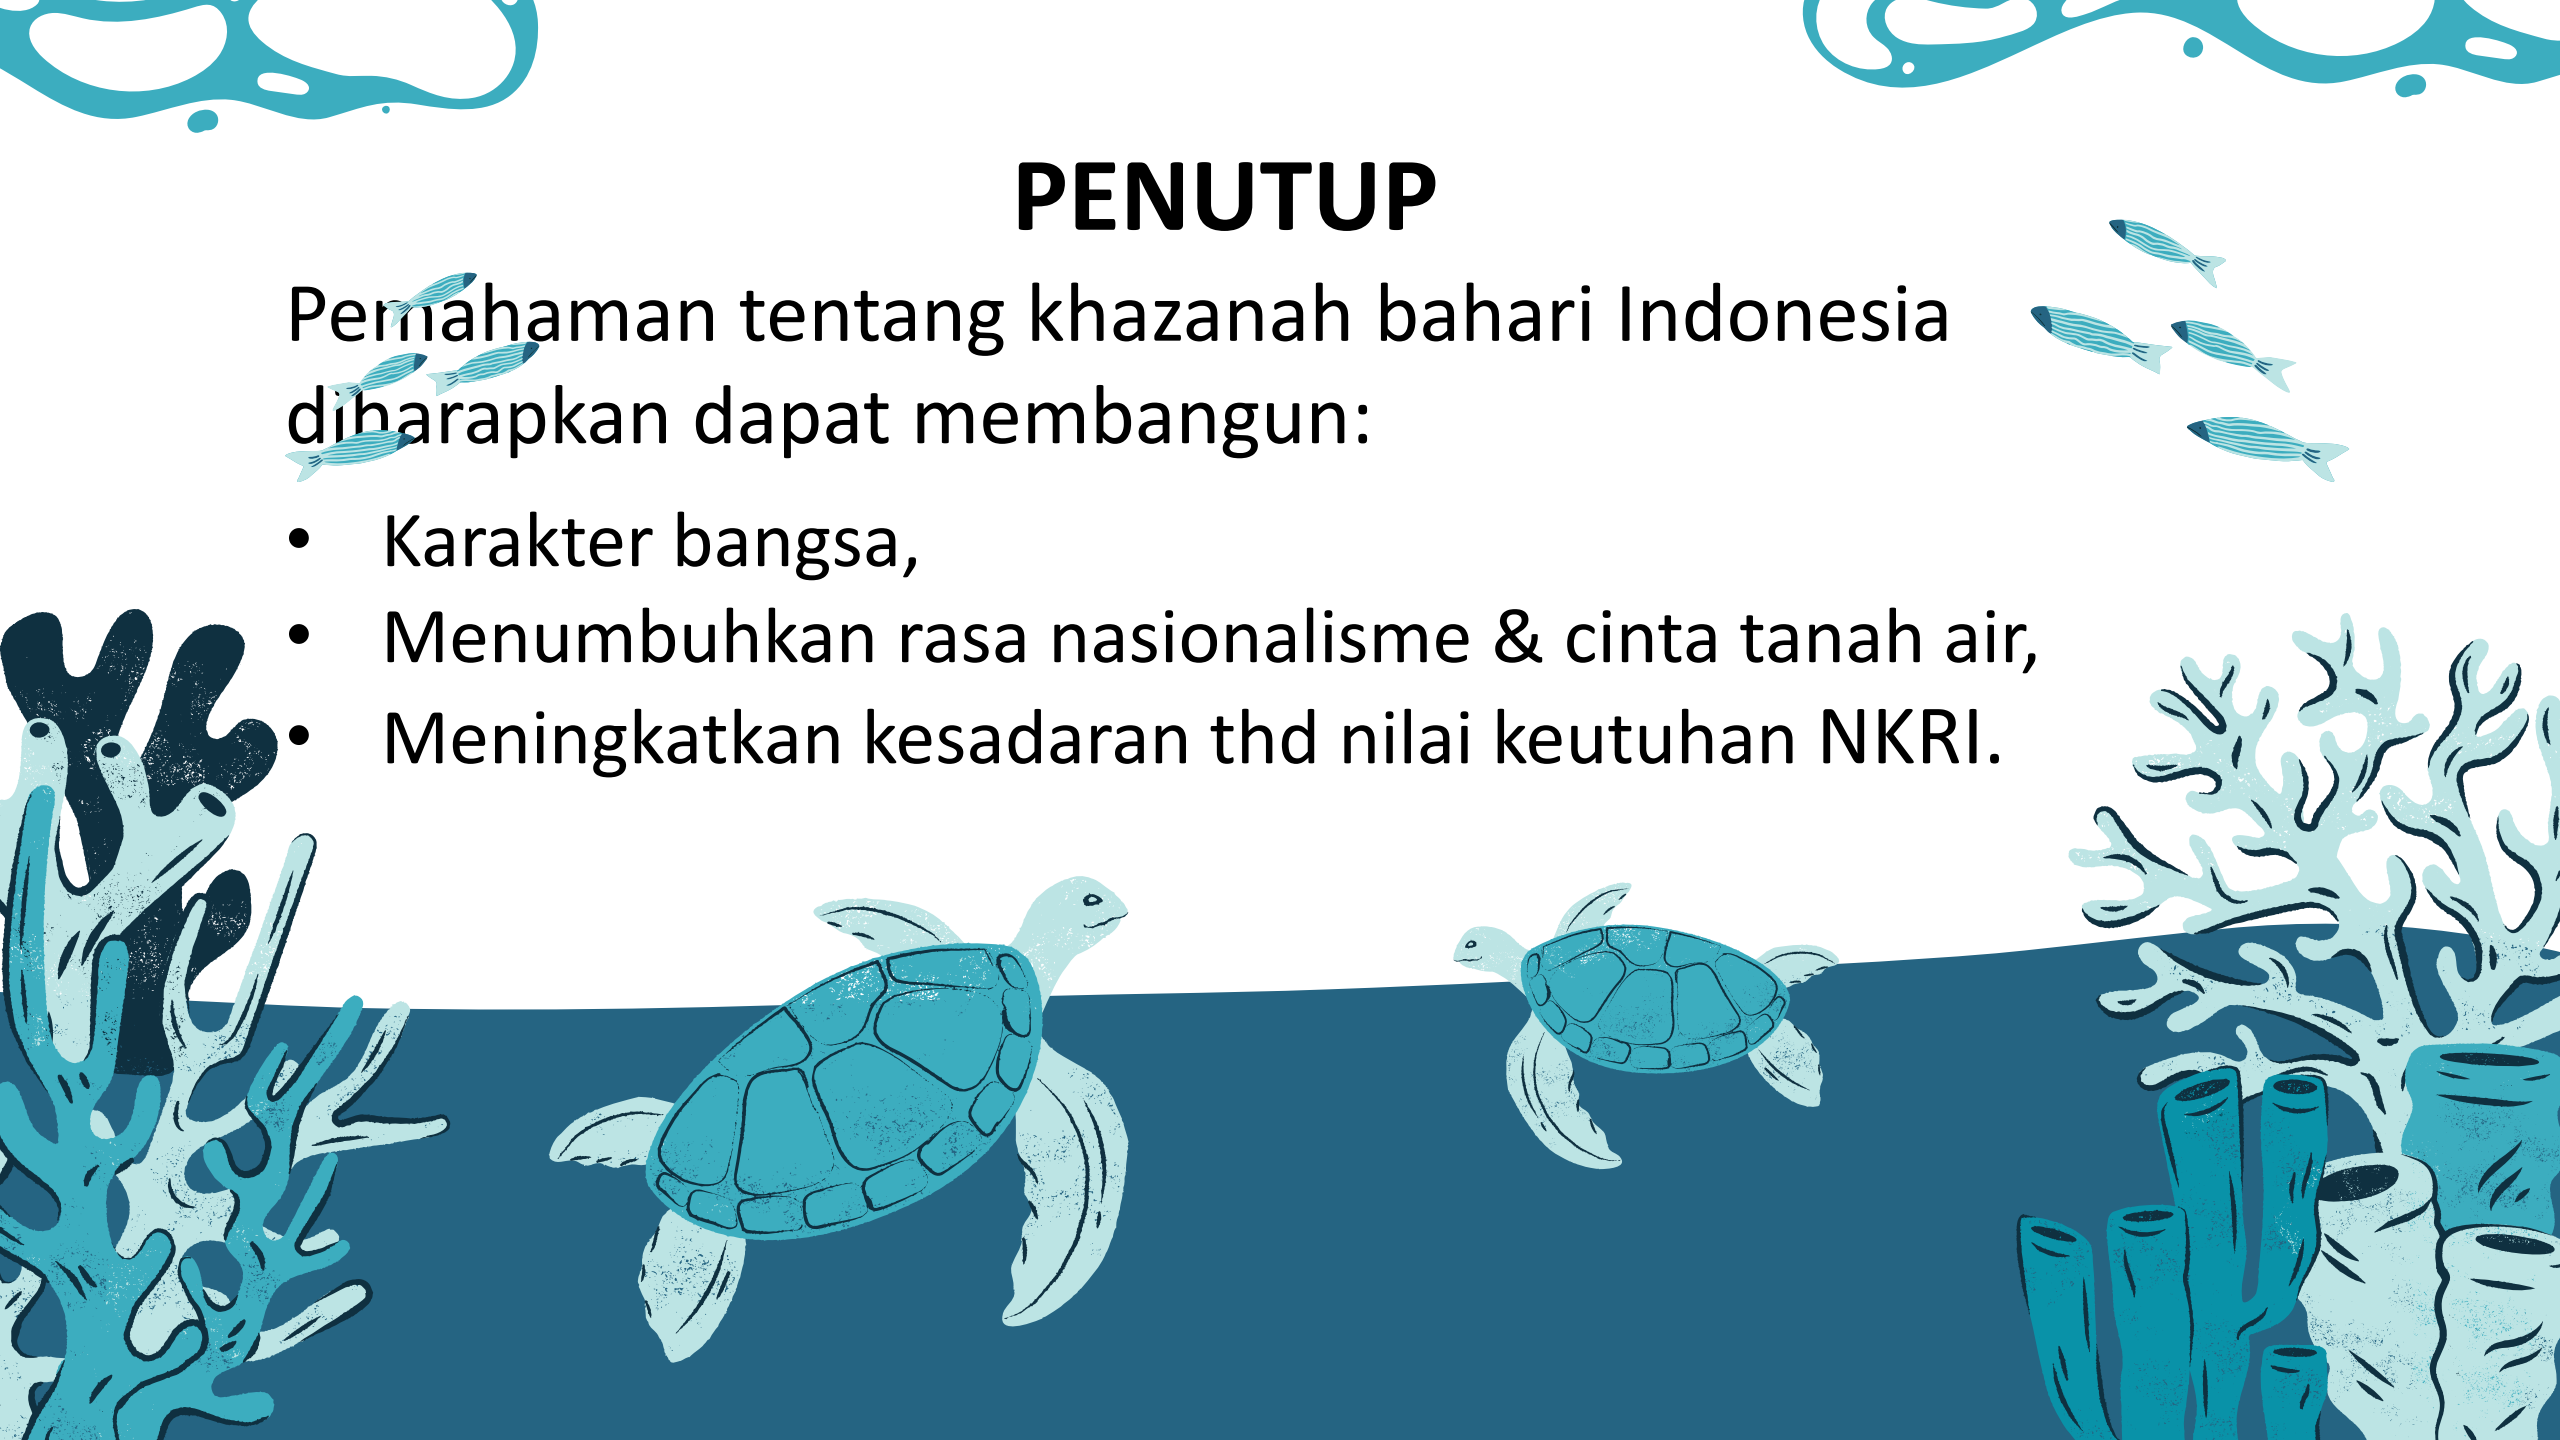 PENUTUP
Pemahaman tentang khazanah bahari Indonesia
diharapkan dapat membangun:
• Karakter bangsa,
• Menumbuhkan rasa nasionalisme & cinta tanah air,
• Meningkatkan kesadaran thd nilai keutuhan NKRI.